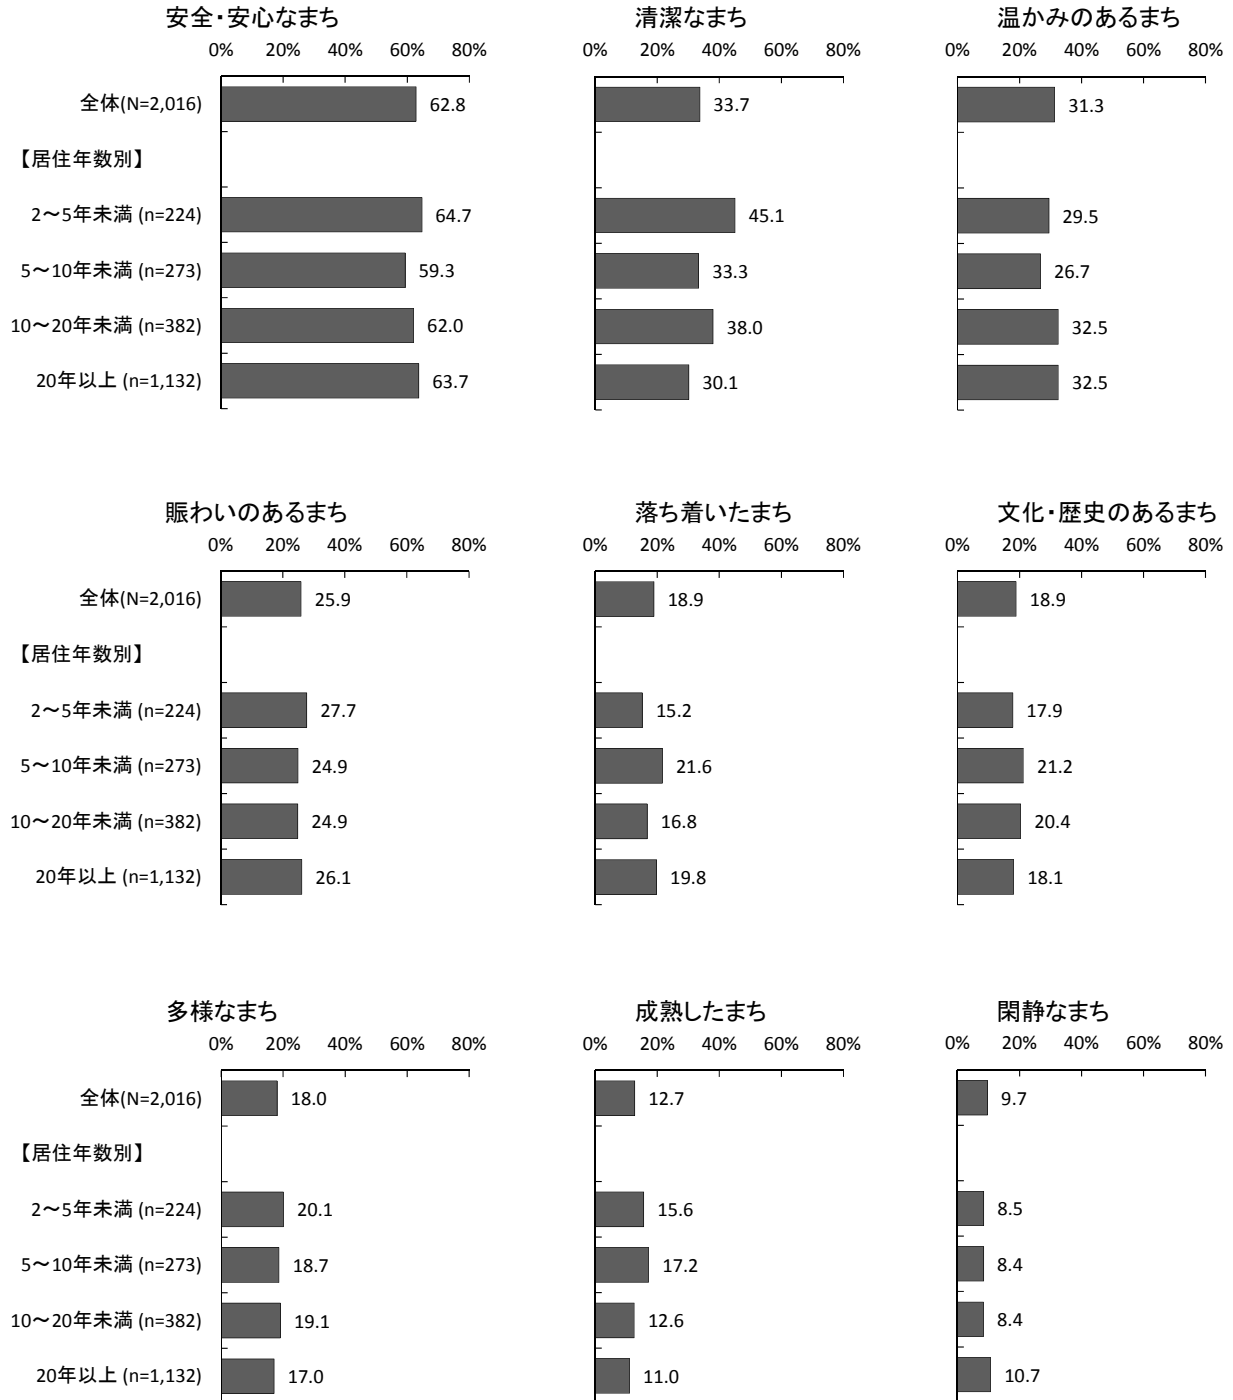 安全・安心なまち
0% 20% 40% 60% 80%
全体(N=2,016) 62.8
【居住年数別】
2～5年未満 (n=224) 64.7
5～10年未満 (n=273) 59.3
10～20年未満 (n=382) 62.0
20年以上 (n=1,132) 63.7
清潔なまち
0% 20% 40% 60% 80%
33.7
45.1
33.3
38.0
30.1
温かみのあるまち
0% 20% 40% 60% 80%
31.3
29.5
26.7
32.5
32.5
賑わいのあるまち
0% 20% 40% 60% 80%
全体(N=2,016) 25.9
【居住年数別】
2～5年未満 (n=224) 27.7
5～10年未満 (n=273) 24.9
10～20年未満 (n=382) 24.9
20年以上 (n=1,132) 26.1
落ち着いたまち
0% 20% 40% 60% 80%
18.9
15.2
21.6
16.8
19.8
文化・歴史のあるまち
0% 20% 40% 60% 80%
18.9
17.9
21.2
20.4
18.1
多様なまち
0% 20% 40% 60% 80%
全体(N=2,016) 18.0
【居住年数別】
2～5年未満 (n=224) 20.1
5～10年未満 (n=273) 18.7
10～20年未満 (n=382) 19.1
20年以上 (n=1,132) 17.0
成熟したまち
0% 20% 40% 60% 80%
12.7
15.6
17.2
12.6
11.0
閑静なまち
0% 20% 40% 60% 80%
9.7
8.5
8.4
8.4
10.7